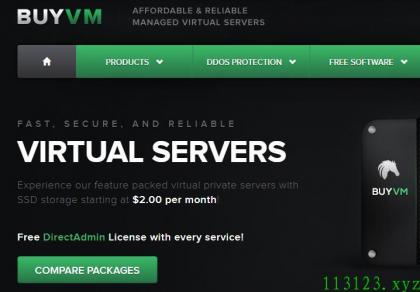 BUYVM
AFFORDABLE & RELIABLE
MANAGED VIRTUAL SERVERS
PRODUCTS
DDOS PROTECTION
FREE SOFTWARE
FAST, SECURE, AND RELIABLE
VIRTUAL SERVERS
Experience our feature packed virtual private servers with
SSD storage starting at $2.00 per month!
Free DirectAdmin License with every service!
COMPARE PACKAGES
BUYVM
113123.xyz